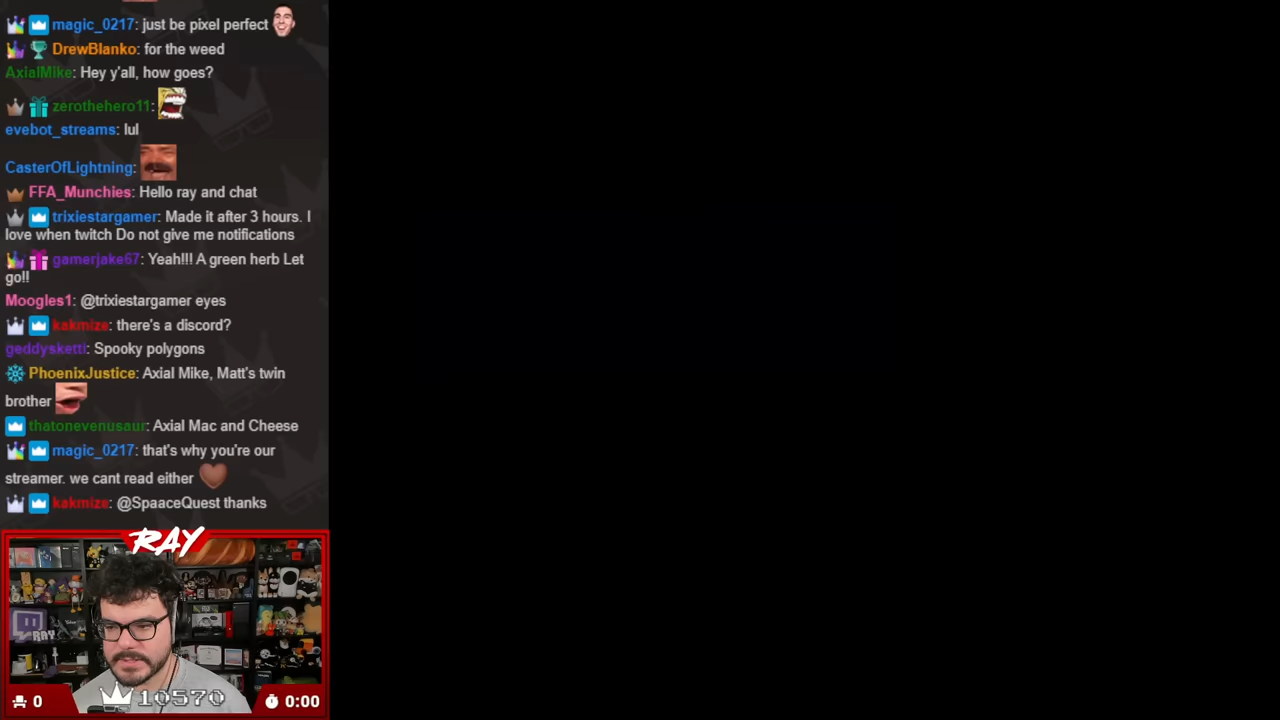 magic_0217: just be pixel perfect
DrewBlanko: for the weed
AxialMike: Hey y'all, how goes?
zerothehero11:
evebot_streams: lul
CasterOfLightning:
FFA_Munchies: Hello ray and chat
trixiestargamer: Made it after 3 hours. I
love when twitch Do not give me notifications
gamerjake67: Yeah!!! A green herb Let
go!!
Moogles1: @trixiestargamer eyes
kakmize: there's a discord?
geddysketti: Spooky polygons
PhoenixJustice: Axial Mike, Matt's twin
brother
thatonevenusaur: Axial Mac and Cheese
magic_0217: that's why you're our
streamer. we cant read either
kakmize: @SpaaceQuest thanks
RAY
RAY
0
10570
0:00